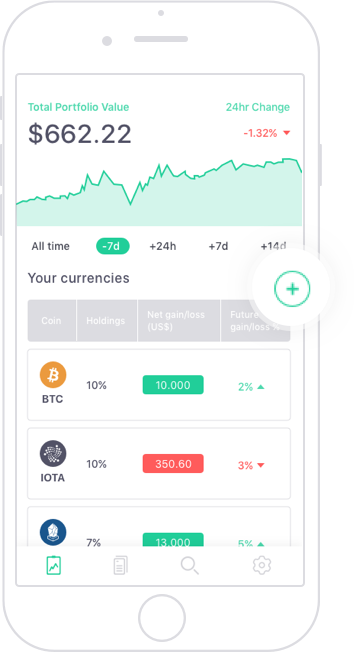 Total Portfolio Value 24hr Change
$662.22 -1.32%
All time -7d +24h +7d +14d
Your currencies
Coin Holdings Net gain/loss Future
(US$) gain/loss
BTC 10% 10.000 2%
IOTA 10% 350.60 3%
7% 13.000 5%